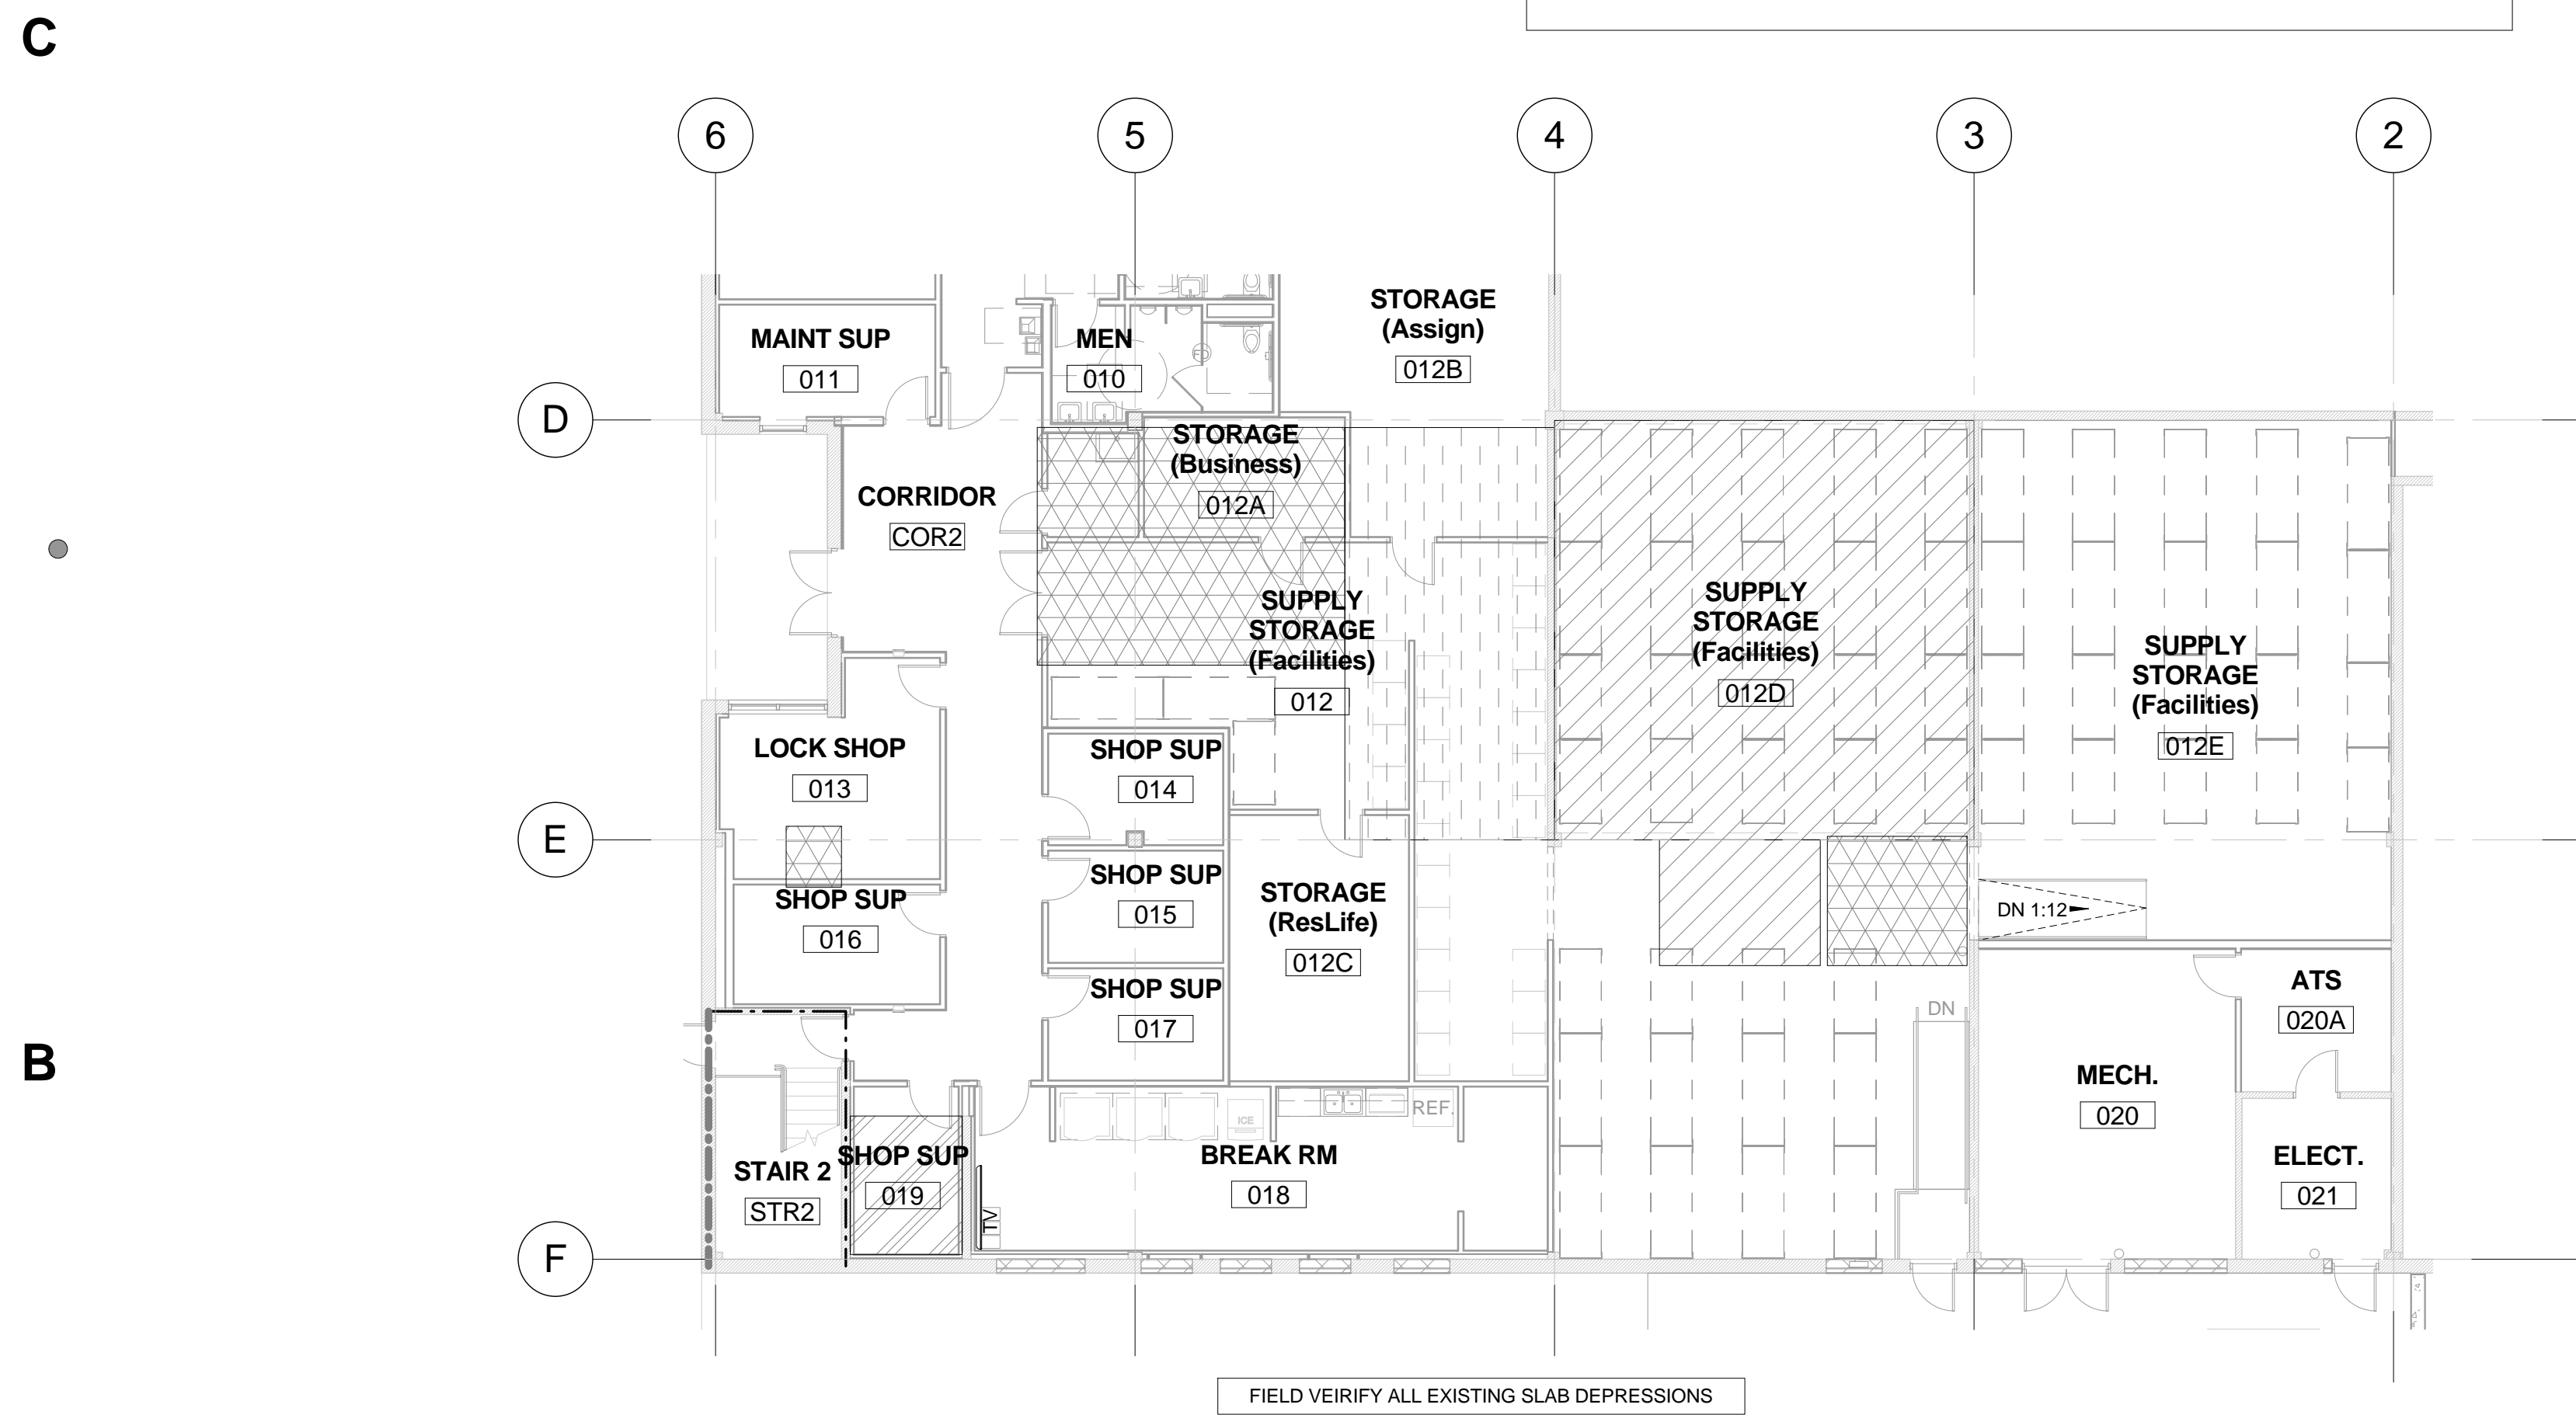 C
6
5
4
3
2
STORAGE
(Assign)
012B
MAINT SUP
011
MEN
010
D
STORAGE
(Business)
012A
CORRIDOR
COR2
SUPPLY
STORAGE
(Facilities)
012
SUPPLY
STORAGE
(Facilities)
012D
SUPPLY
STORAGE
(Facilities)
012E
LOCK SHOP
013
SHOP SUP
014
E
SHOP SUP
015
SHOP SUP
016
STORAGE
(ResLife)
012C
DN 1:12
SHOP SUP
017
DN
ATS
020A
B
MECH.
020
ICE
REF.
STAIR 2
STR2
SHOP SUP
019
TV
BREAK RM
018
ELECT.
021
F
FIELD VEIRIFY ALL EXISTING SLAB DEPRESSIONS